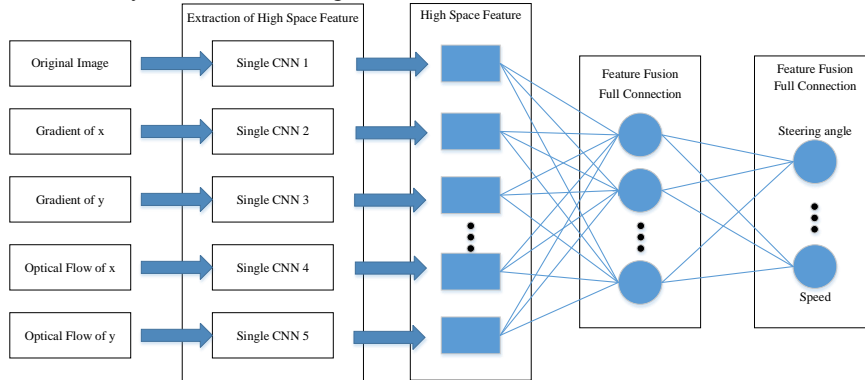 Extraction of High Space Feature
High Space Feature
Original Image
Single CNN 1
Gradient of x
Single CNN 2
Gradient of y
Single CNN 3
Optical Flow of x
Single CNN 4
Optical Flow of y
Single CNN 5
Feature Fusion
Full Connection
Feature Fusion
Full Connection
Steering angle
Speed